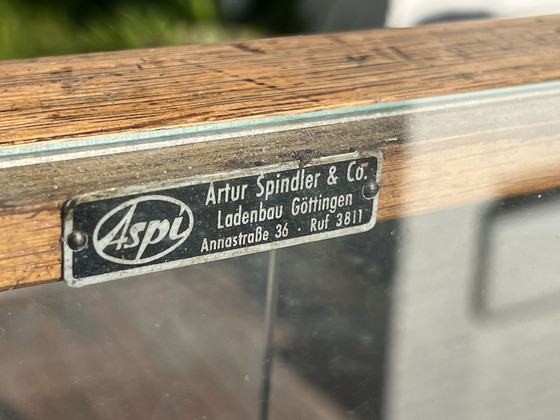 Aspi
Artur Spindler & Co.
Ladenbau Göttingen
Annastraße 36 · Ruf 3811